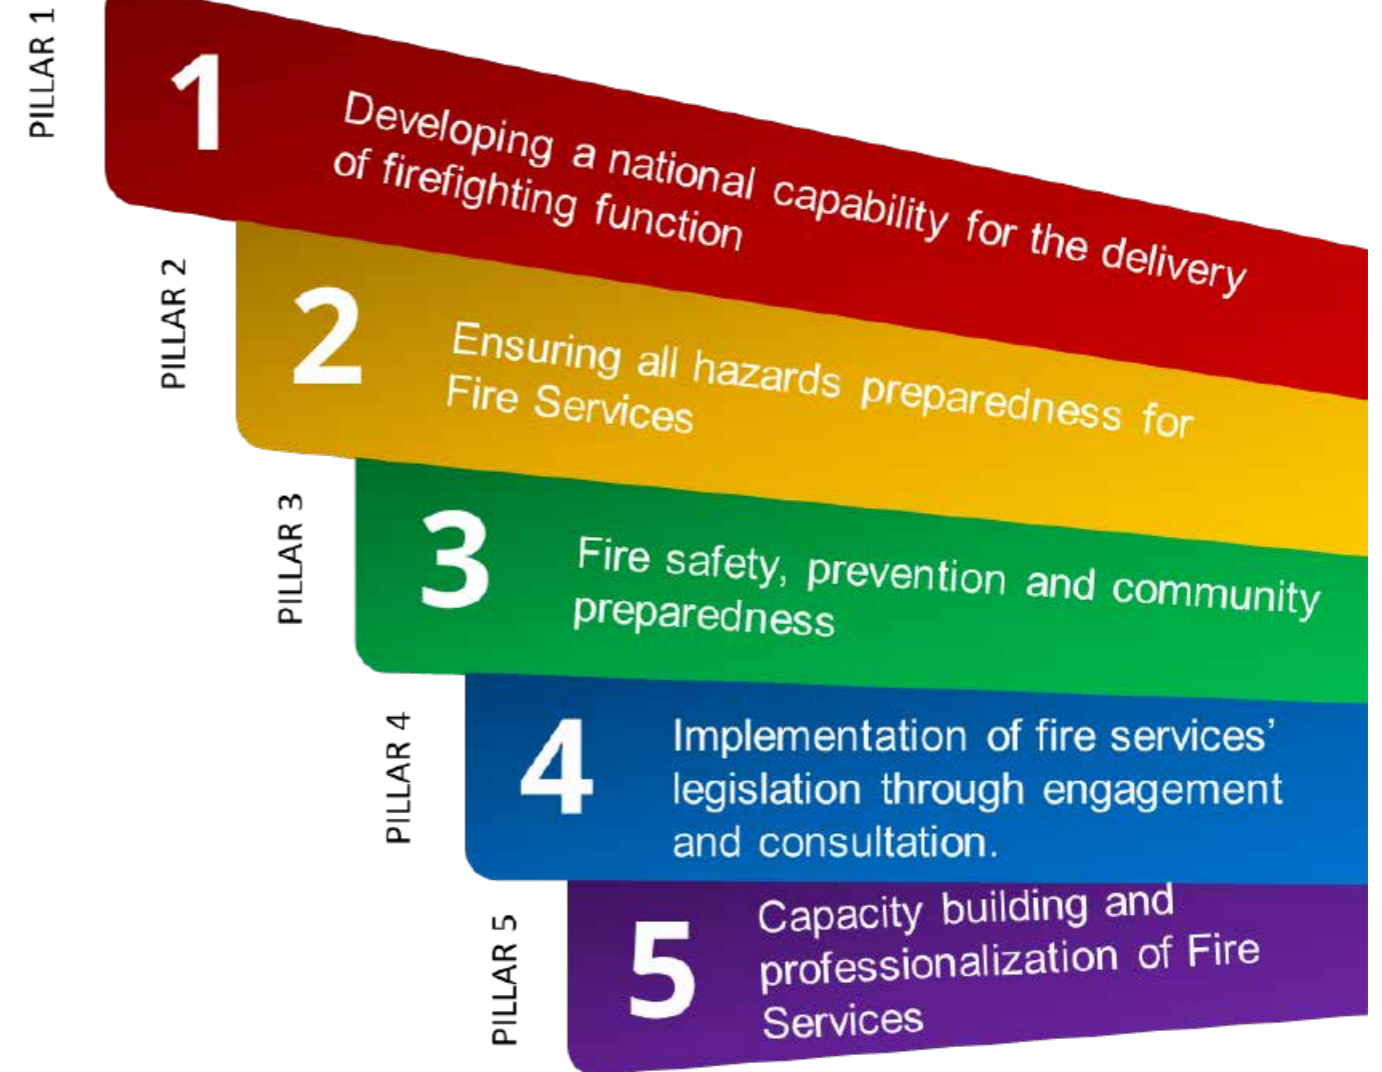 PILLAR 1
1
Developing a national capability for the delivery
of firefighting function
PILLAR 2
2
Ensuring all hazards preparedness for
Fire Services
PILLAR 3
3
Fire safety, prevention and community
preparedness
PILLAR 4
4
Implementation of fire services’
legislation through engagement
and consultation.
PILLAR 5
5
Capacity building and
professionalization of Fire
Services